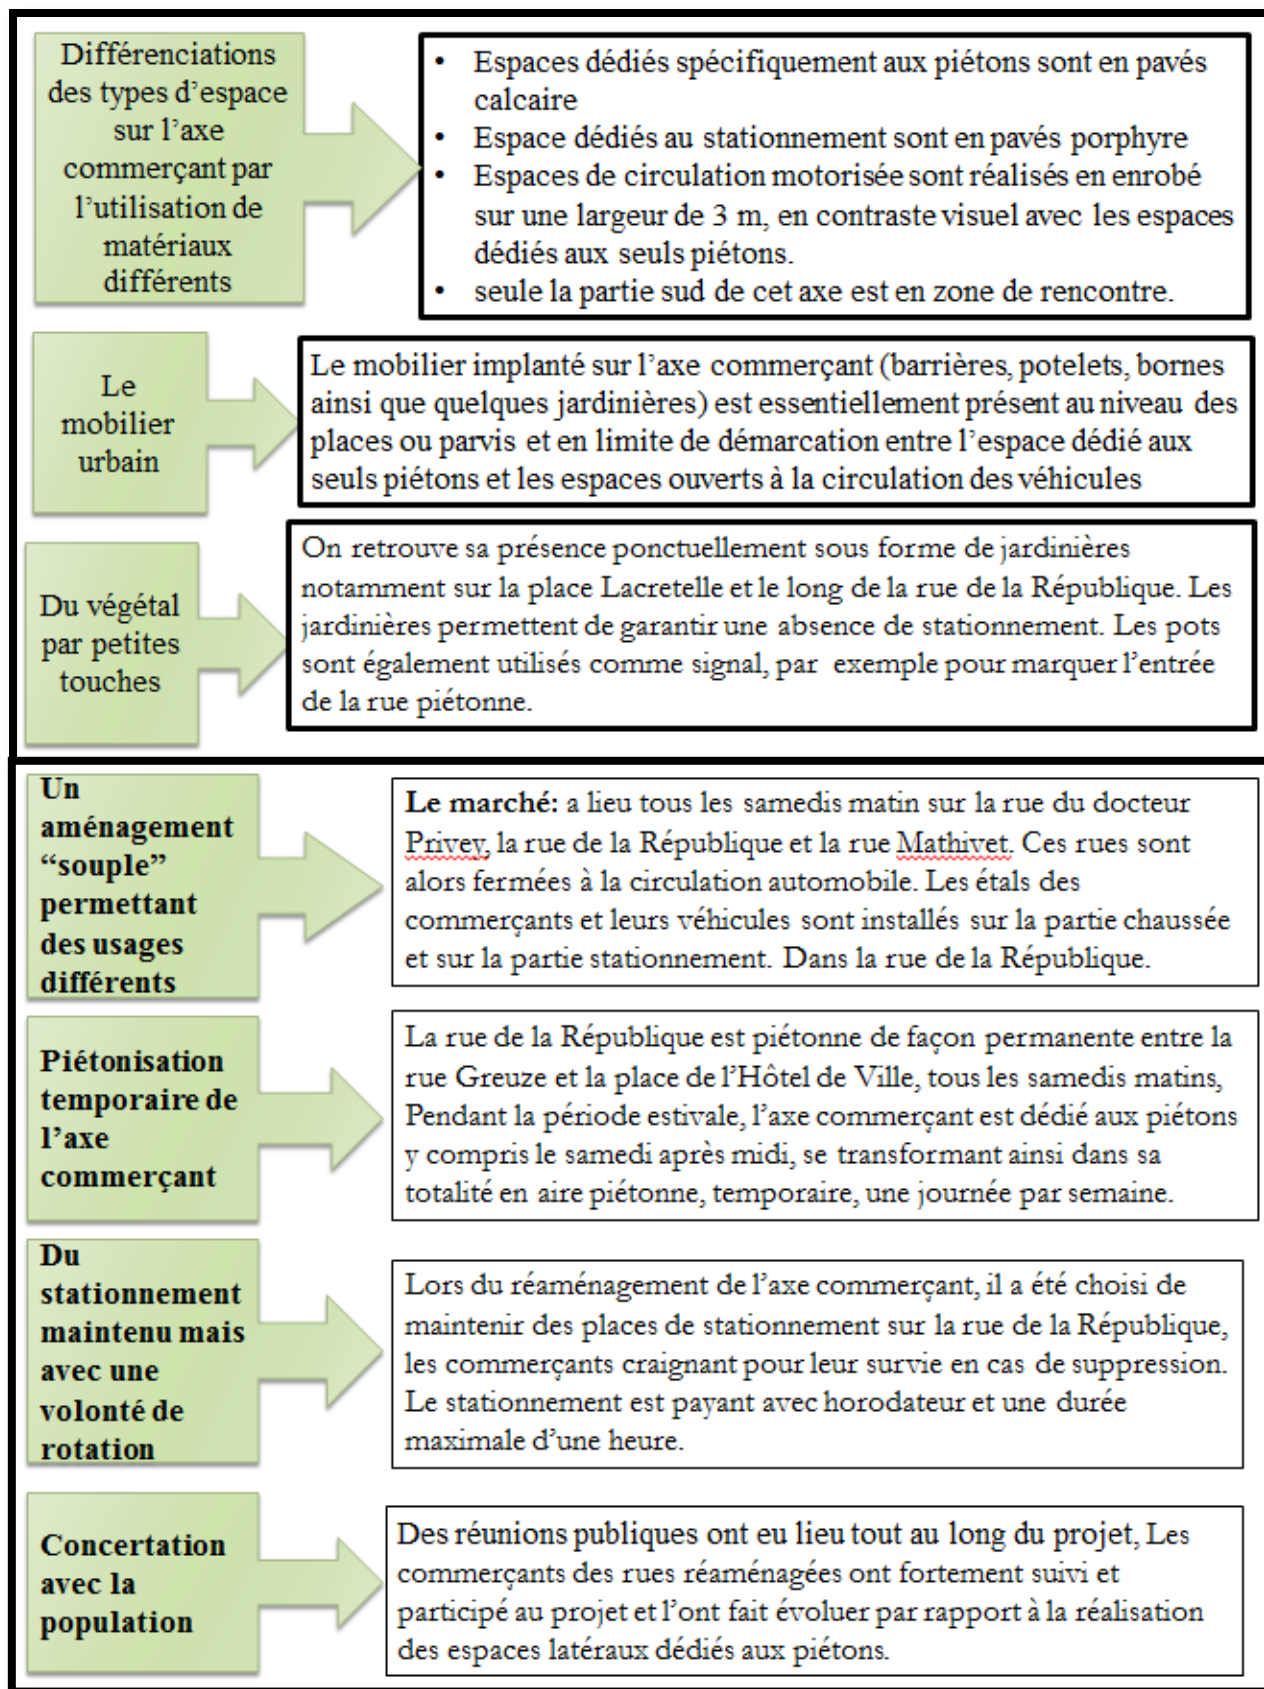 Différenciations
des types d'espace
sur l'axe
commerçant par
l'utilisation de
matériaux
différents
• Espaces dédiés spécifiquement aux piétons sont en pavés
calcaire
• Espace dédiés au stationnement sont en pavés porphyre
• Espaces de circulation motorisée sont réalisés en enrobé
sur une largeur de 3 m, en contraste visuel avec les espaces
dédiés aux seuls piétons.
• seule la partie sud de cet axe est en zone de rencontre.
Le
mobilier
urbain
Le mobilier implanté sur l'axe commerçant (barrières, potelets, bornes
ainsi que quelques jardinières) est essentiellement présent au niveau des
places ou parvis et en limite de démarcation entre l'espace dédié aux
seuls piétons et les espaces ouverts à la circulation des véhicules
Du végétal
par petites
touches
On retrouve sa présence ponctuellement sous forme de jardinières
notamment sur la place Lacretelle et le long de la rue de la République. Les
jardinières permettent de garantir une absence de stationnement. Les pots
sont également utilisés comme signal, par exemple pour marquer l'entrée
de la rue piétonne.
Un
aménagement
“souple”
permettant
des usages
différents
Le marché: a lieu tous les samedis matin sur la rue du docteur
Privey, la rue de la République et la rue Mathivet. Ces rues sont
alors fermées à la circulation automobile. Les étals des
commerçants et leurs véhicules sont installés sur la partie chaussée
et sur la partie stationnement. Dans la rue de la République.
Piétonisation
temporaire de
l'axe
commerçant
La rue de la République est piétonne de façon permanente entre la
rue Greuze et la place de l'Hôtel de Ville, tous les samedis matins,
Pendant la période estivale, l'axe commerçant est dédié aux piétons
y compris le samedi après midi, se transformant ainsi dans sa
totalité en aire piétonne, temporaire, une journée par semaine.
Du
stationnement
maintenu mais
avec une
volonté de
rotation
Lors du réaménagement de l'axe commerçant, il a été choisi de
maintenir des places de stationnement sur la rue de la République,
les commerçants craignant pour leur survie en cas de suppression.
Le stationnement est payant avec horodateur et une durée
maximale d'une heure.
Concertation
avec la
population
Des réunions publiques ont eu lieu tout au long du projet, Les
commerçants des rues réaménagées ont fortement suivi et
participé au projet et l'ont fait évoluer par rapport à la réalisation
des espaces latéraux dédiés aux piétons.